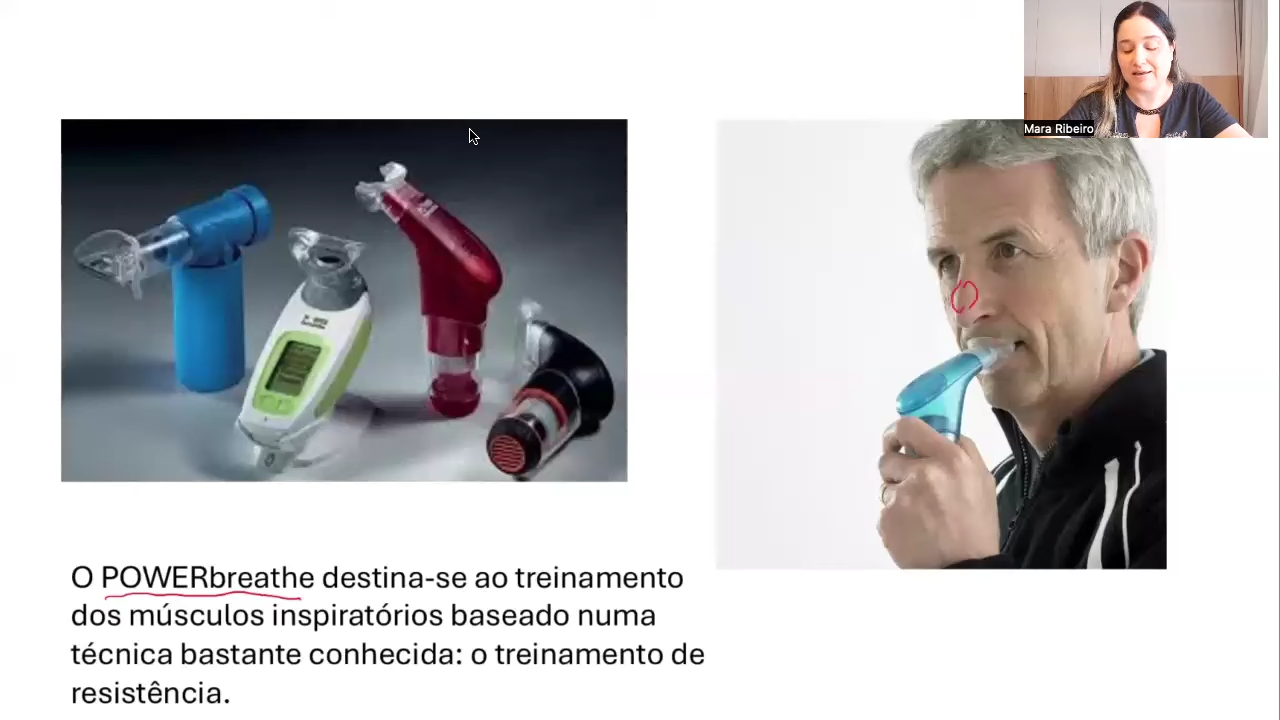 Mara Ribeiro
O POWERbreathe destina-se ao treinamento
dos músculos inspiratórios baseado numa
técnica bastante conhecida: o treinamento de
resistência.